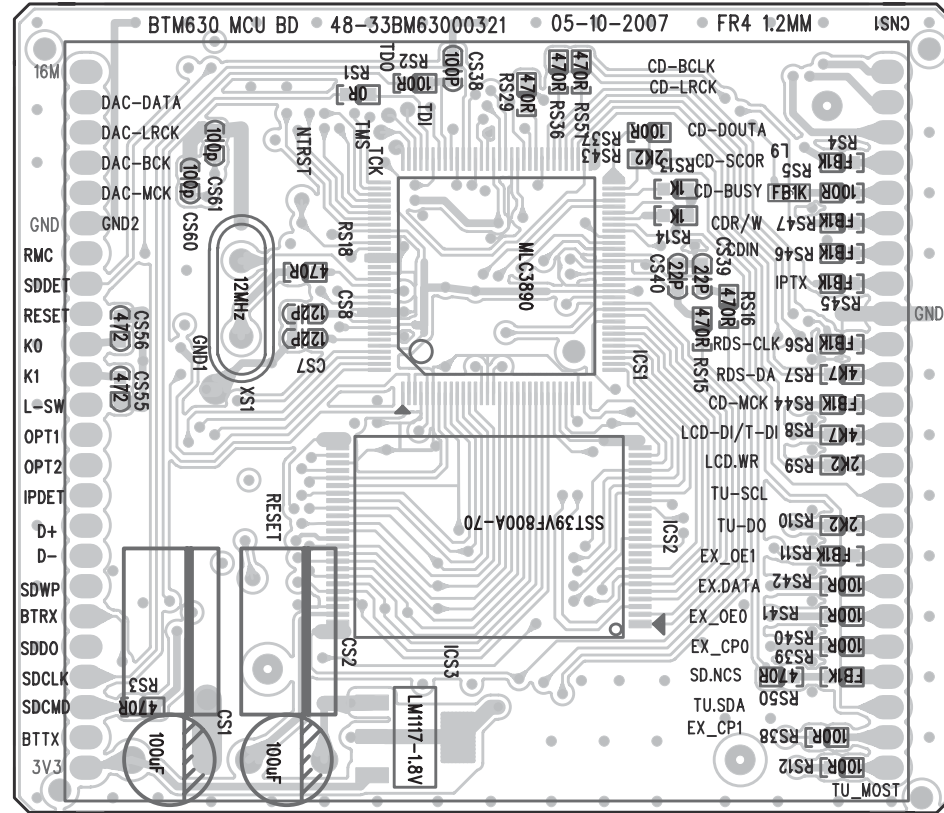 BTM630 MCU BD 48-33BM63000321 05-10-2007 FR4 1.2MM CNS1
16M
DAC-DATA
DAC-LRCK
DAC-BCK
DAC-MCK
GND GND2
RMC
SDDET
RESET
K0
K1
L-SW
OPT1
OPT2
IPDET
D+
D-
SDWP
BTRX
SDDO
SDCLK
SDCMD
BTTX
3V3
TDO
RS2
100R
RS1
0R
100P
CS38
TDI
TMS
TCK
NTRST
RS29
470R
470R
RS36
470R
RS51
100p
CS61
100p
CS60
12MHz
XS1
GND1
RS18
470R
122P
CS8
122P
CS7
472
CS56
472
CS55
MLC3890
ICS1
RS37
100R
RS43
2K2
RS13
1K
1K
RS14
CS40
22P
22P
CS39
470R
RS16
470R
RS15
SST39VF800A-70
ICS2
RESET
CS2
ICS3
LM1117-1.8V
RS3
470R
CS1
100uF
100uF
CD-BCLK
CD-LRCK
CD-DOUTA
CD-SCOR
CD-BUSY
CDR/W
CDIN
IPTX
GND
RDS-CLK
RDS-DA
CD-MCK
LCD-DI/T-DI
LCD.WR
TU-SCL
TU-DO
EX_OE1
EX.DATA
EX_OE0
EX_CP0
SD.NCS
TU.SDA
EX_CP1
TU_MOST
RS4
FB1K
L9
FB1K
RS5
100R
RS47 FB1K
RS46 FB1K
FB1K
RS45
RS6 FB1K
RS7 4K7
RS44 FB1K
RS8 4K7
RS9 2K2
RS10 2K2
RS11 FB1K
RS42 100R
RS41 100R
RS40 100R
RS39 FB1K
470R
RS50
RS38 100R
RS12 100R